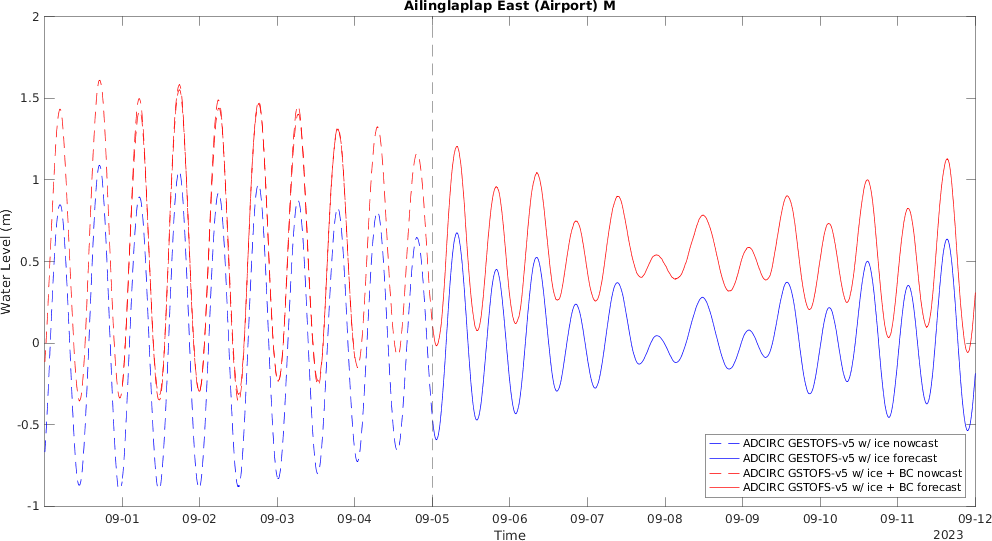 Ailinglaplap East (Airport) M
Water Level (m)
2
1.5
1
0.5
0
-0.5
-1
09-01
09-02
09-03
09-04
09-05
09-06
09-07
09-08
09-09
09-10
09-11
09-12
Time
2023
ADCIRC GESTOFS-v5 w/ ice nowcast
ADCIRC GESTOFS-v5 w/ ice forecast
ADCIRC GSTOFS-v5 w/ ice + BC nowcast
ADCIRC GSTOFS-v5 w/ ice + BC forecast